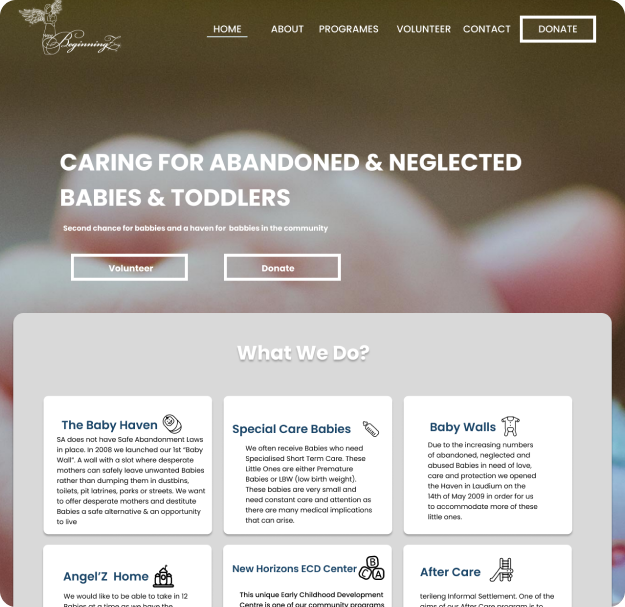 BeginningZ
HOME
ABOUT
PROGRAMES
VOLUNTEER
CONTACT
DONATE
CARING FOR ABANDONED & NEGLECTED
BABIES & TODDLERS
Second chance for babbies and a haven for babbies in the community
Volunteer
Donate
What We Do?
The Baby Haven
SA does not have Safe Abandonment Laws
in place. In 2008 we launched our 1st "Baby
Wall". A wall with a slot where desperate
mothers can safely leave unwanted Babies
rather than dumping them in dustbins,
toilets, pit latrines, parks or streets. We want
to offer desperate mothers and destitute
Babies a safe alternative & an opportunity
to live
Special Care Babies
We often receive Babies who need
Specialised Short Term Care. These
Little Ones are either Premature
Babies or LBW (low birth weight).
These babies are very small and
need constant care and attention as
there are many medical implications
that can arise.
Baby Walls
Due to the increasing numbers
of abandoned, neglected and
abused Babies in need of love,
care and protection we opened
the Haven in Laudium on the
14th of May 2009 in order for us
to accommodate more of these
little ones.
Angel'Z Home
We would like to be able to take in 12
Babies at a time as we have the
New Horizons ECD Center
B
C A
This unique Early Childhood Development
Centre is one of our community programs
After Care
terileng Informal Settlement. One of the
aims of our After Care program is to